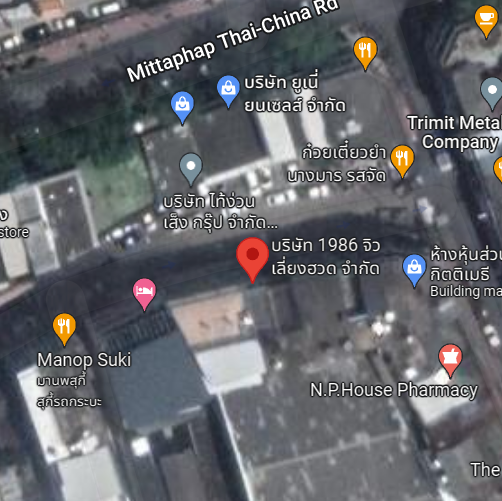 Mittaphap Thai-China Rd
บริษัท ยูเนี่
ยนเซลส์ จำกัด
Trimit Metal
Company
ก๋วยเตี๋ยวยำ
นางมาร รสจัด
บริษัท ไท้ง่วน
เส็ง กรุ๊ป จำกัด...
store
บริษัท 1986 จิว
เลี่ยงฮวด จำกัด
ห้างหุ้นส่วน
กิตติเมธี
Building ma
Manop Suki
มานพสุกี้
สุกี้รถกระบะ
N.P.House Pharmacy
The